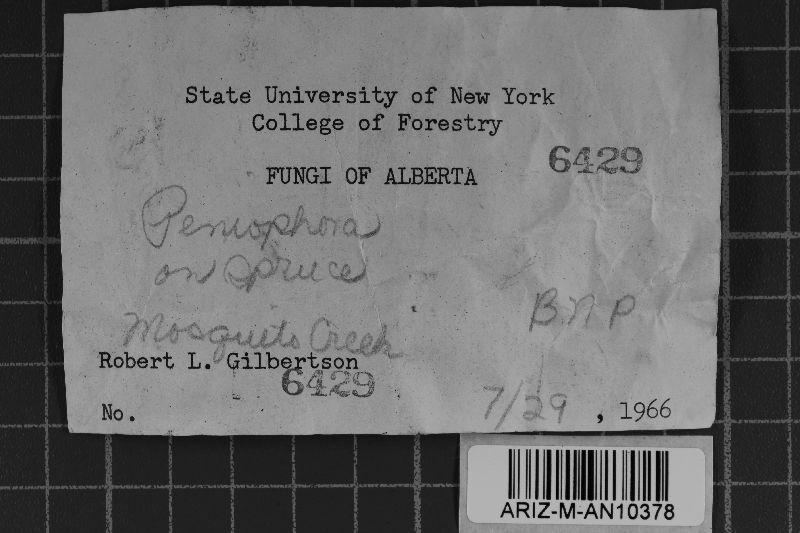 State University of New York
College of Forestry
6429
FUNGI OF ALBERTA
Peniophora
on spruce
BNP
Mosquito Creek
Robert L. Gilbertson
6429
No.
7/29, 1966
ARIZ-M-AN10378